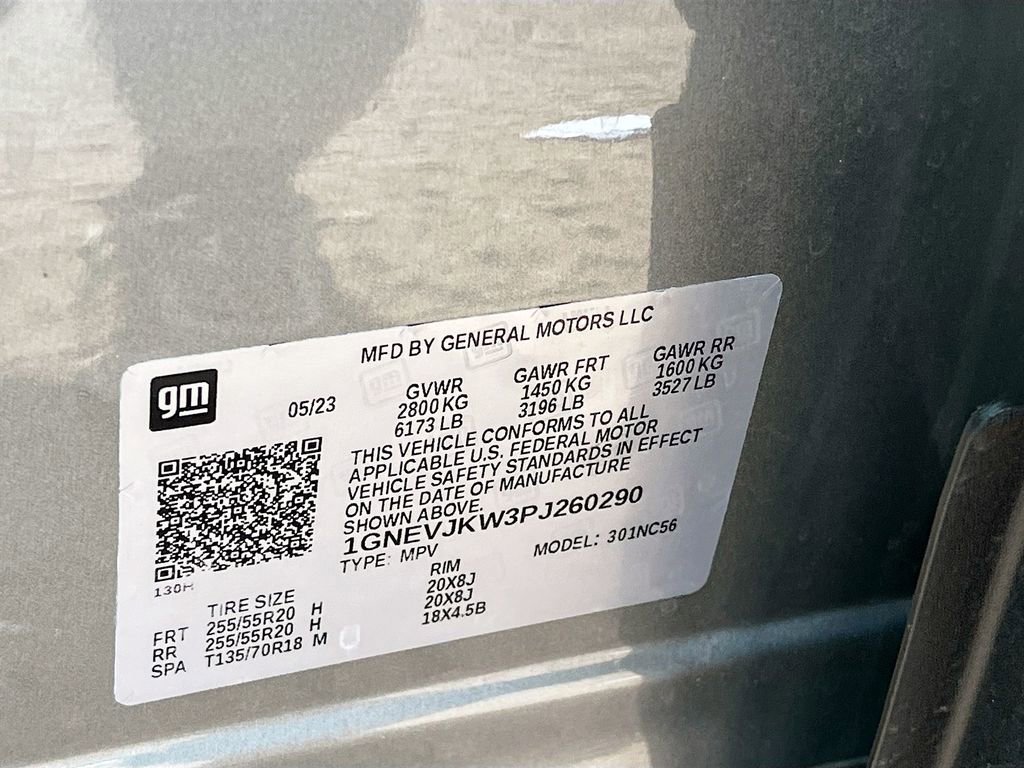 MFD BY GENERAL MOTORS LLC
gm
05/23
GVWR GAWR FRT GAWR RR
2800 KG 1450 KG 1600 KG
6173 LB 3196 LB 3527 LB
THIS VEHICLE CONFORMS TO ALL
APPLICABLE U.S. FEDERAL MOTOR
VEHICLE SAFETY STANDARDS IN EFFECT
ON THE DATE OF MANUFACTURE
SHOWN ABOVE.
1GNEVJKW3PJ260290
TYPE: MPV MODEL: 301NC56
130H
TIRE SIZE RIM
FRT 255/55R20 H 20X8J
RR 255/55R20 H 20X8J
SPA T135/70R18 M 18X4.5B